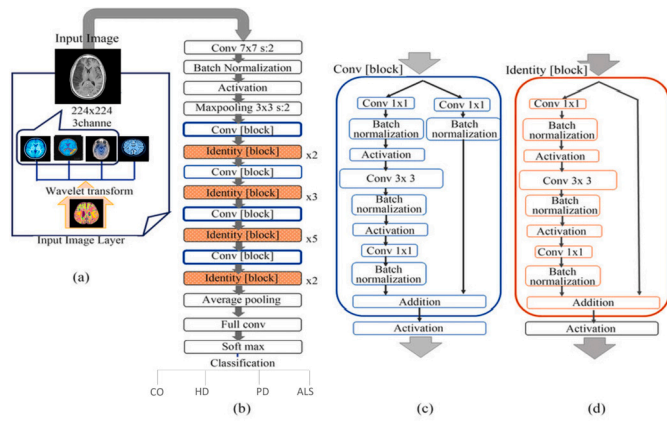 Input Image
224x224
3channe
Wavelet transform
Input Image Layer
(a)
Conv 7x7 s:2
Batch Normalization
Activation
Maxpooling 3x3 s:2
Conv [block]
Identity [block] x2
Conv [block]
Identity [block] x3
Conv [block]
Identity [block] x5
Conv [block]
Identity [block] x2
Average pooling
Full conv
Soft max
Classification
CO HD PD ALS
(b)
Conv [block]
Conv 1x1 Conv 1x1
Batch normalization Batch normalization
Activation
Conv 3x 3
Batch normalization
Activation
Conv 1x1
Batch normalization
Addition
Activation
(c)
Identity [block]
Conv 1x1
Batch normalization
Activation
Conv 3x 3
Batch normalization
Activation
Conv 1x1
Batch normalization
Addition
Activation
(d)